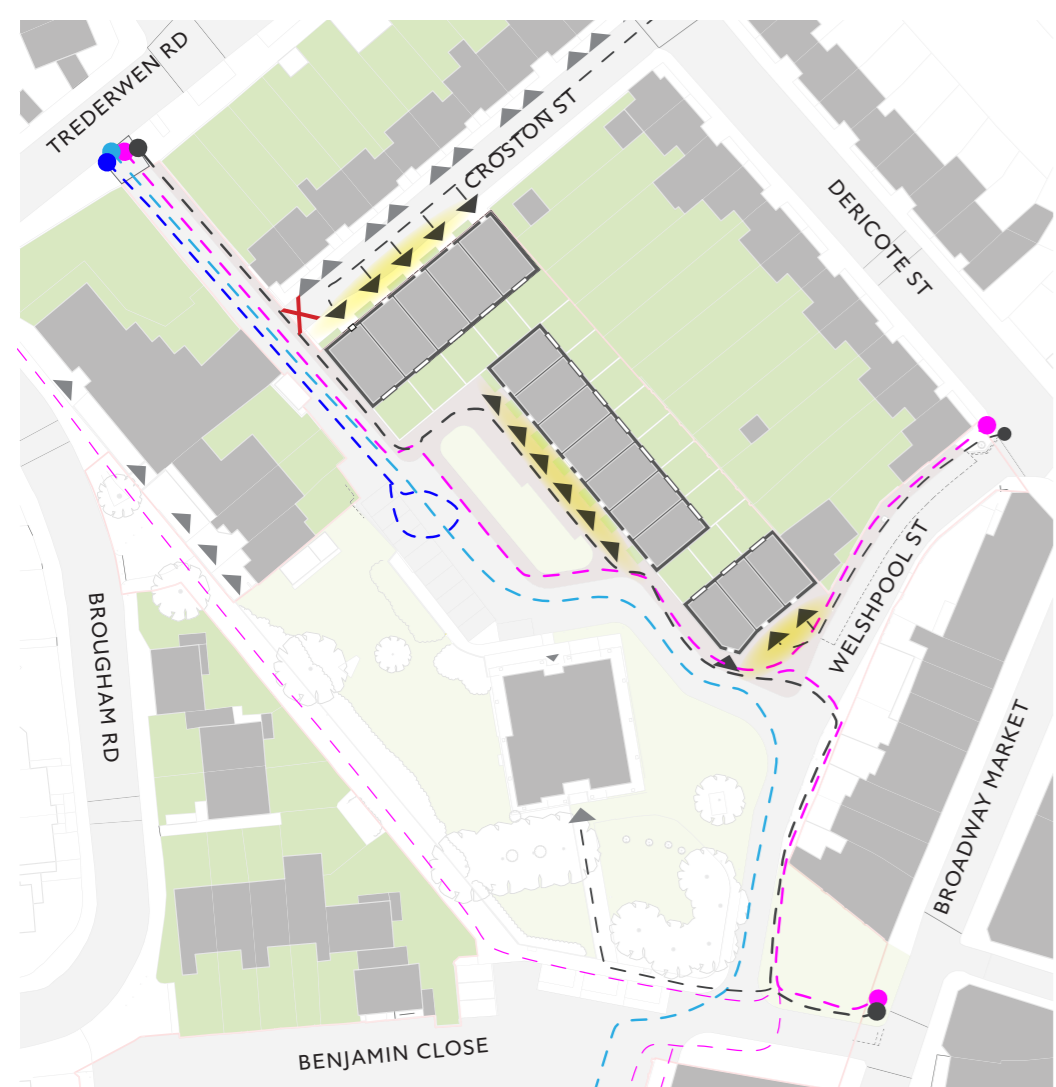 TREDERWEN RD
CROSTON ST
DERICOTE ST
WELSHPOOL ST
BROUGHAM RD
BROADWAY MARKET
BENJAMIN CLOSE